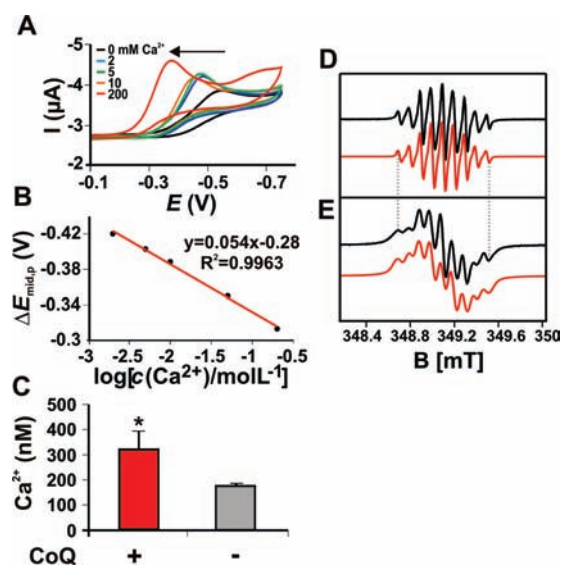 A
-5
-4
-3
-2
I (µA)
0 mM Ca²⁺
2
5
10
200
-0.1
-0.3
-0.5
-0.7
E (V)
B
-0.42
-0.38
-0.34
-0.3
ΔE mid,p (V)
y=0.054x-0.28
R²=0.9963
-3
-2.5
-2
-1.5
-1
-0.5
log[c(Ca²⁺)/molL⁻¹]
C
500
400
300
200
100
0
Ca²⁺ (nM)
*
CoQ + -
D
E
348.4
348.8
349.2
349.6
350
B [mT]